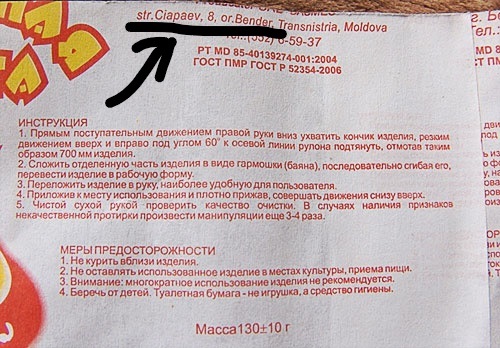 str.Ciapaev, 8, or.Bender, Transnistria, Moldova
6-59-37
PT MD 85-40139274-001:2004
ГОСТ ПМР ГОСТ Р 52354-2006
ИНСТРУКЦИЯ
1. Прямым поступательным движением правой руки вниз ухватить кончик изделия, резким
движением вверх и вправо под углом 60° к осевой линии рулона подтянуть, отмотав таким
образом 700 мм изделия.
2. Сложить отделенную часть изделия в виде гармошки (баяна), последовательно сгибая его,
перевести изделие в рабочую форму.
3. Переложить изделие в руку, наиболее удобную для пользователя.
4. Приложив к месту использования и плотно прижав, совершать движения снизу вверх.
5. Чистой сухой рукой проверить качество очистки. В случаях наличия признаков
некачественной протирки произвести манипуляции еще 3-4 раза.
МЕРЫ ПРЕДОСТОРОЖНОСТИ
1. Не курить вблизи изделия.
2. Не оставлять использованное изделие в местах культуры, приема пищи.
3. Внимание: многократное использование изделия не рекомендуется.
4. Беречь от детей. Туалетная бумага - не игрушка, а средство гигиены.
Масса130±10 г